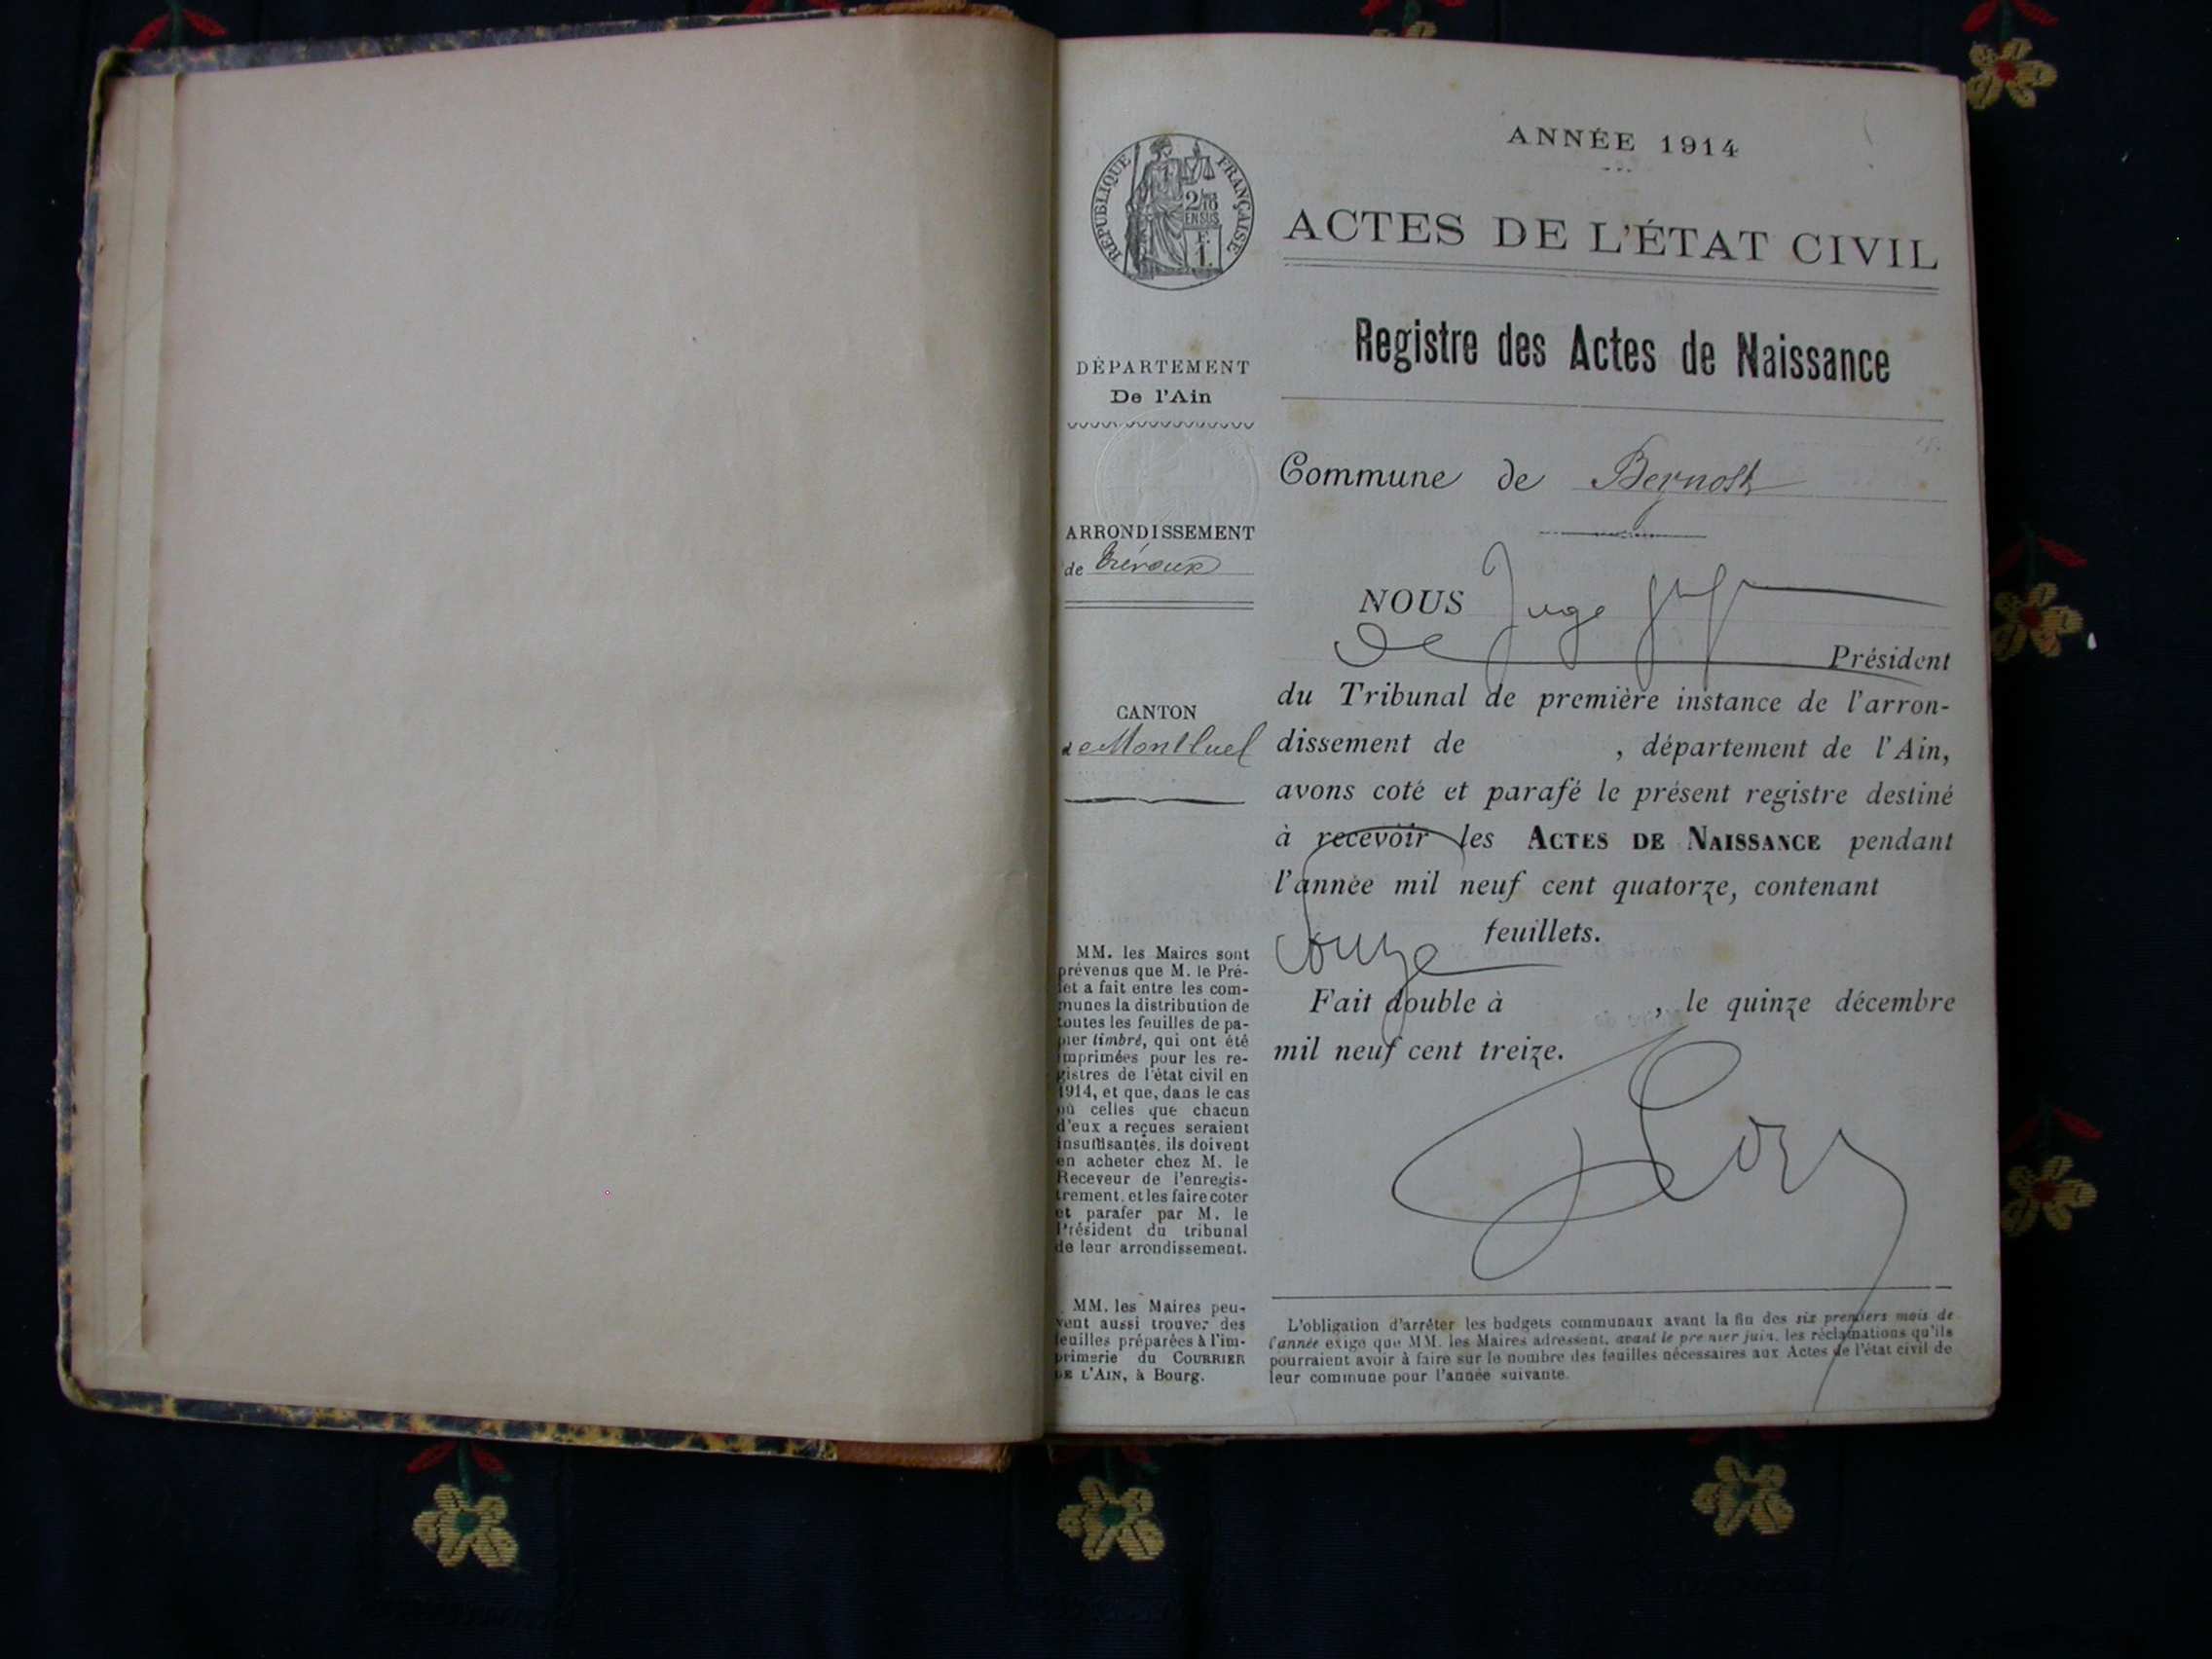 RÉPUBLIQUE FRANÇAISE
2/10
EN SUS
F.
1.
DÉPARTEMENT
De l'Ain
ARRONDISSEMENT
de Trévoux
CANTON
de Montluel
MM. les Maires sont
prévenus que M. le Pré-
fet a fait entre les com-
munes la distribution de
toutes les feuilles de pa-
pier timbré, qui ont été
imprimées pour les re-
gistres de l'état civil en
1914, et que, dans le cas
où celles que chacun
d'eux a reçues seraient
insuffisantes, ils doivent
en acheter chez M. le
Receveur de l'enregis-
trement, et les faire coter
et parafer par M. le
Président du tribunal
de leur arrondissement.
MM. les Maires peu-
vent aussi trouver des
feuilles préparées à l'im-
primerie du COURRIER
DE L'AIN, à Bourg.
ANNÉE 1914
ACTES DE L'ÉTAT CIVIL
Registre des Actes de Naissance
Commune de Beynost
NOUS Juge
de Président
du Tribunal de première instance de l'arron-
dissement de , département de l'Ain,
avons coté et parafé le présent registre destiné
à recevoir les ACTES DE NAISSANCE pendant
l'année mil neuf cent quatorze, contenant
feuillets.
Fait double à , le quinze décembre
mil neuf cent treize.
L'obligation d'arrêter les budgets communaux avant la fin des six premiers mois de
l'année exige que MM. les Maires adressent, avant le premier juin, les réclamations qu'ils
pourraient avoir à faire sur le nombre des feuilles nécessaires aux Actes de l'état civil de
leur commune pour l'année suivante.